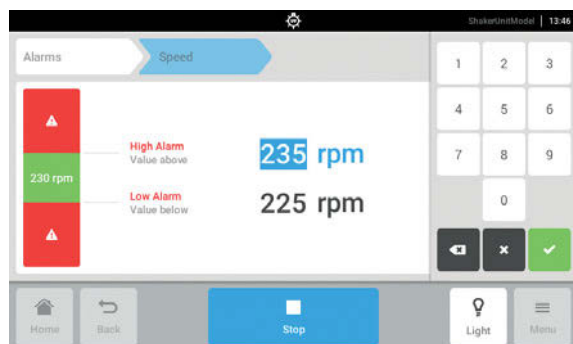 ShakerUnitModel | 13:46
Alarms
Speed
High Alarm
Value above
235 rpm
230 rpm
Low Alarm
Value below
225 rpm
1 2 3
4 5 6
7 8 9
0
Home
Back
Stop
Light
Menu